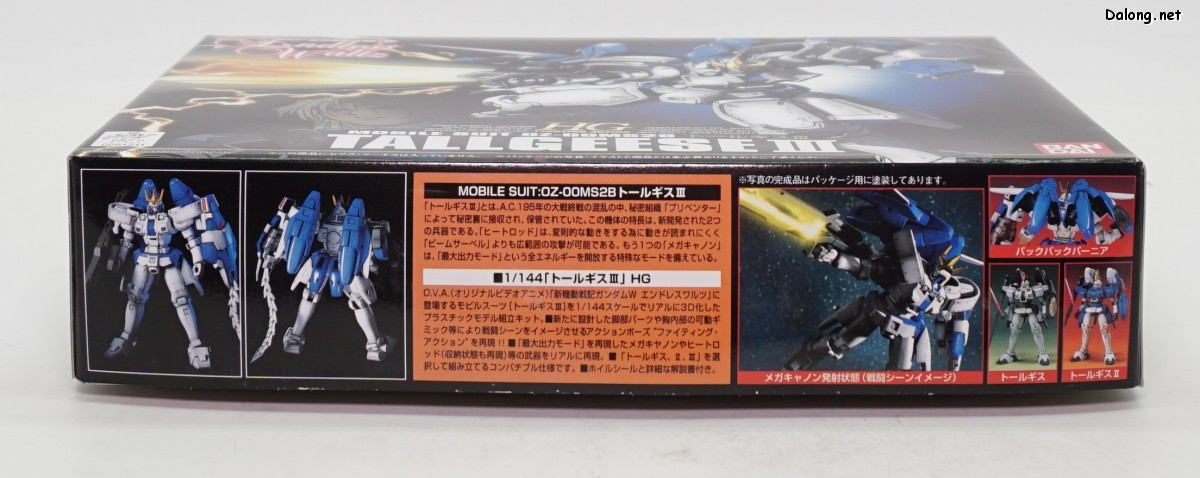 Dalong.net
Endless
Waltz
HG
MOBILE SUIT OZ-00MS2B
TALLGEESE III
BAN
DAI
MOBILE SUIT:OZ-00MS2BトールギスⅢ
「トールギスⅢ」とは、A.C.195年の大戦終戦の混乱の中、秘密組織「プリベンター」
によって秘密裏に接収され、保管されていた。この機体の特長は、新開発された2つ
の兵器である。「ヒートロッド」は、変則的な動きをする為に動きが読まれにくく
「ビームサーベル」よりも広範囲の攻撃が可能である。もう1つの「メガキャノン」
は、「最大出力モード」という全エネルギーを開放する特殊なモードを備えている。
■1/144「トールギスⅢ」HG
O.V.A.(オリジナルビデオアニメ)「新機動戦記ガンダムW エンドレスワルツ」に
登場するモビルスーツ「トールギスⅢ」を1/144スケールでリアルに3D化した
プラスチックモデル組立キット。■新たに設計した脚部パーツや胸内部の可動ギ
ミック等により戦闘シーンをイメージさせるアクションポーズ"ファイティング・
アクション"を再現!!■「最大出力モード」を再現したメガキャノンやヒートロ
ッド(収納状態も再現)等の武器をリアルに再現。■「トールギス、Ⅱ、Ⅲ」を選
択して組み立てるコンパチブル仕様です。■ホイルシールと詳細な解説書付き。
※写真の完成品はパッケージ用に塗装してあります。
メガキャノン発射状態(戦闘シーンイメージ)
バックパックバーニア
トールギス
トールギスⅡ